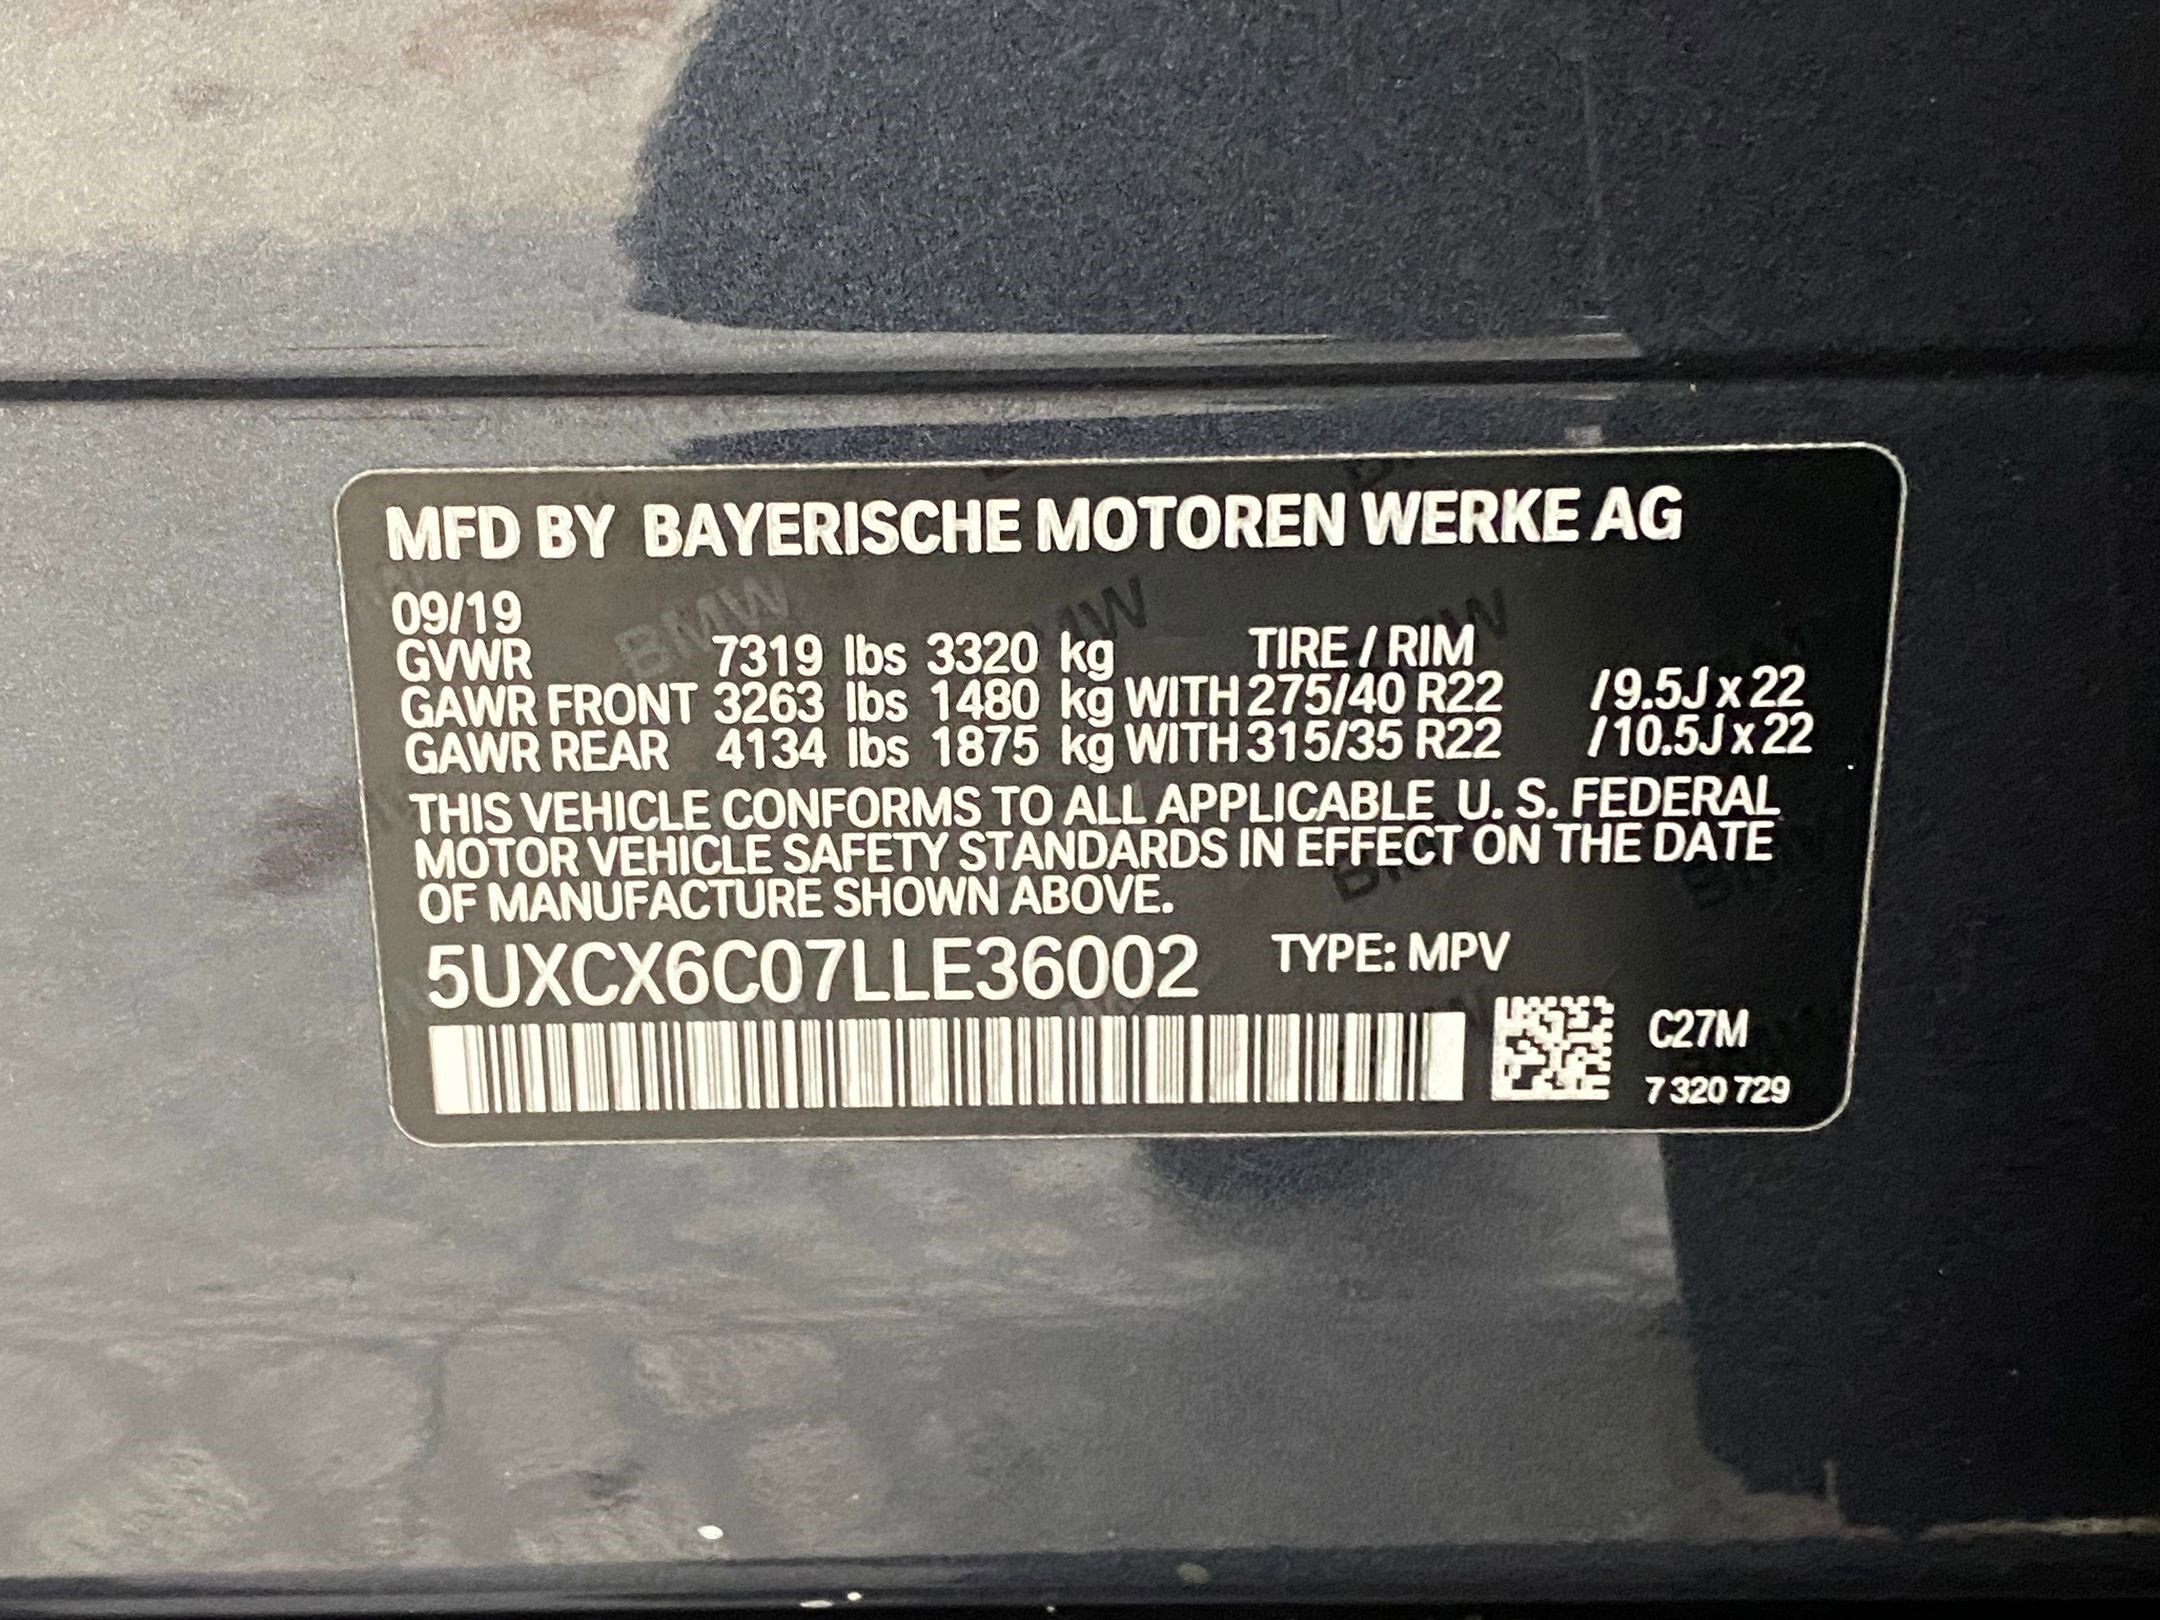 MFD BY BAYERISCHE MOTOREN WERKE AG
09/19
GVWR 7319 lbs 3320 kg TIRE / RIM
GAWR FRONT 3263 lbs 1480 kg WITH 275/40 R22 /9.5J x 22
GAWR REAR 4134 lbs 1875 kg WITH 315/35 R22 /10.5J x 22
THIS VEHICLE CONFORMS TO ALL APPLICABLE U. S. FEDERAL
MOTOR VEHICLE SAFETY STANDARDS IN EFFECT ON THE DATE
OF MANUFACTURE SHOWN ABOVE.
5UXCX6C07LLE36002 TYPE: MPV
C27M
7 320 729